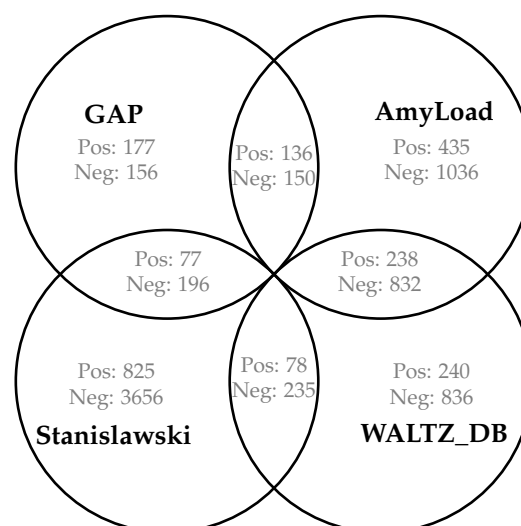 GAP
Pos: 177
Neg: 156
Pos: 136
Neg: 150
AmyLoad
Pos: 435
Neg: 1036
Pos: 77
Neg: 196
Pos: 238
Neg: 832
Pos: 825
Neg: 3656
Stanislawski
Pos: 78
Neg: 235
Pos: 240
Neg: 836
WALTZ_DB